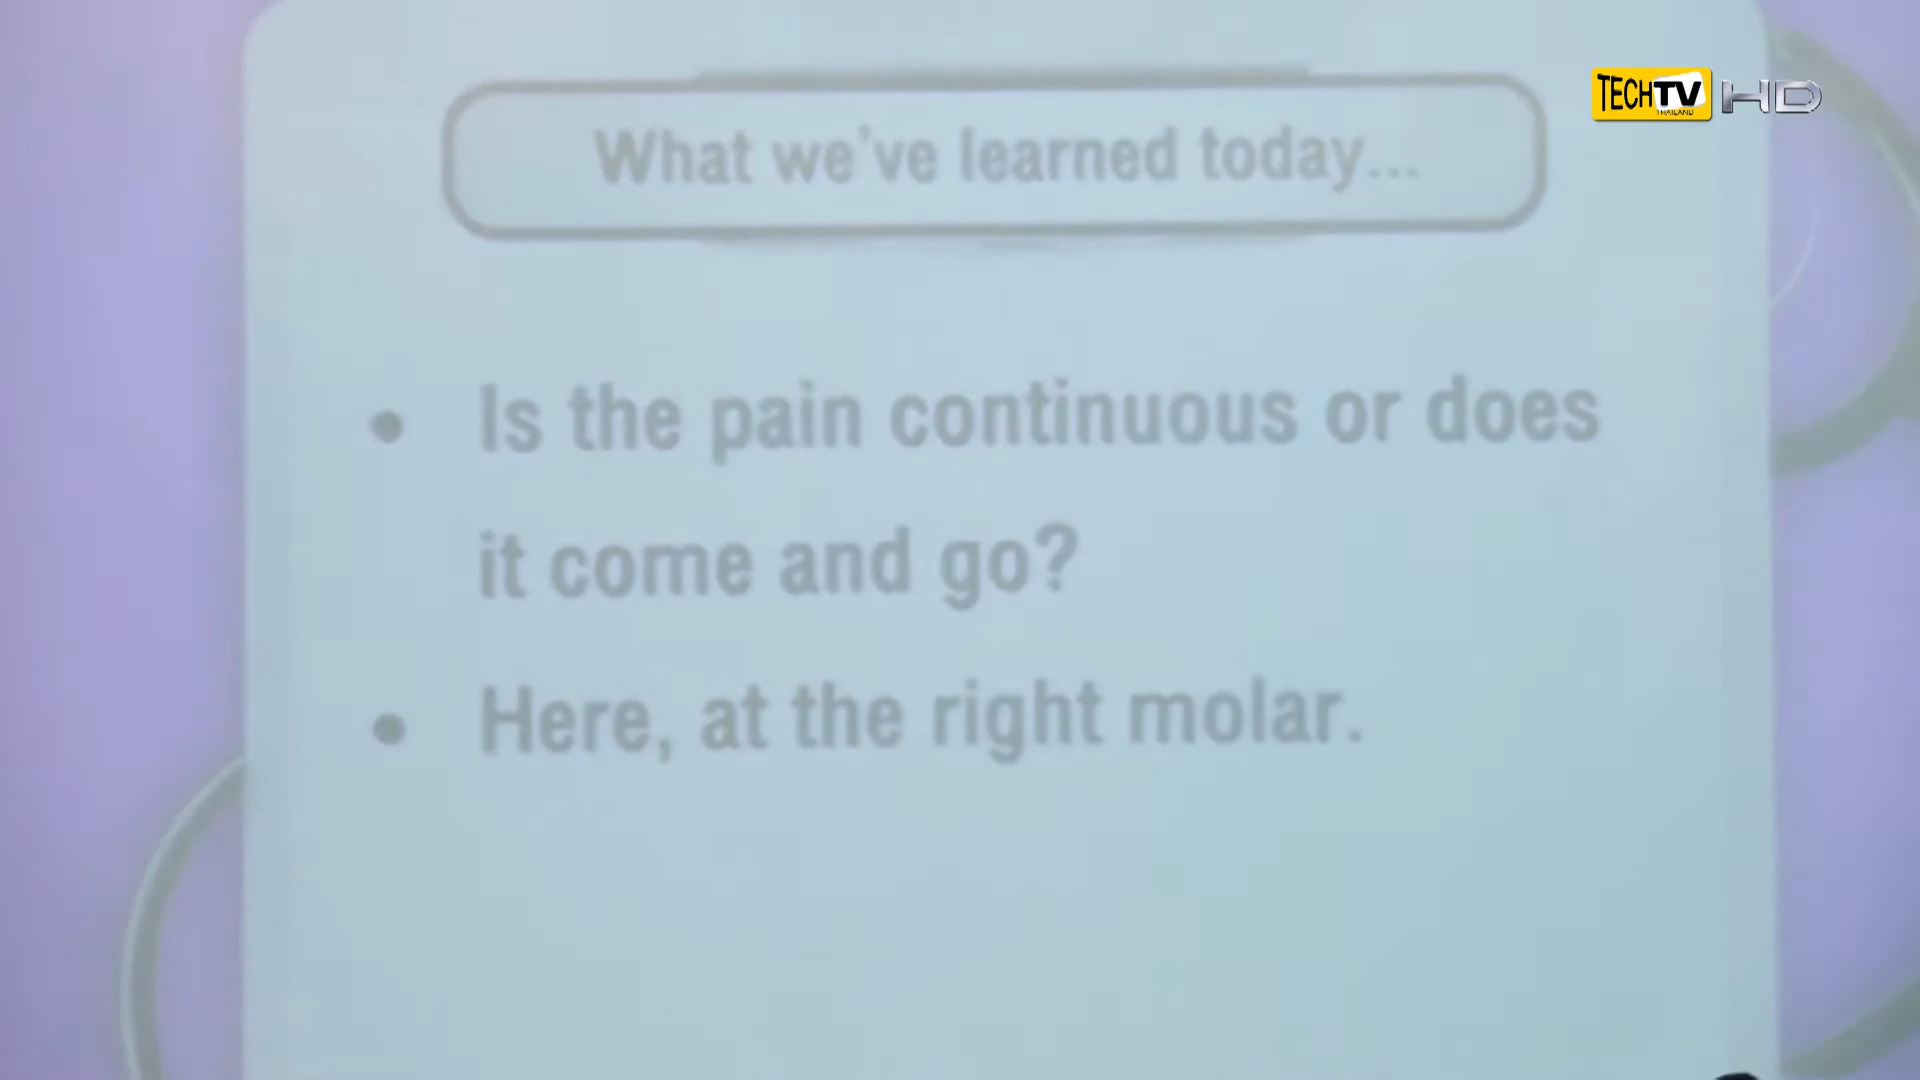 What we've learned today...
TECHTV HD
THAILAND
• Is the pain continuous or does
it come and go?
• Here, at the right molar.